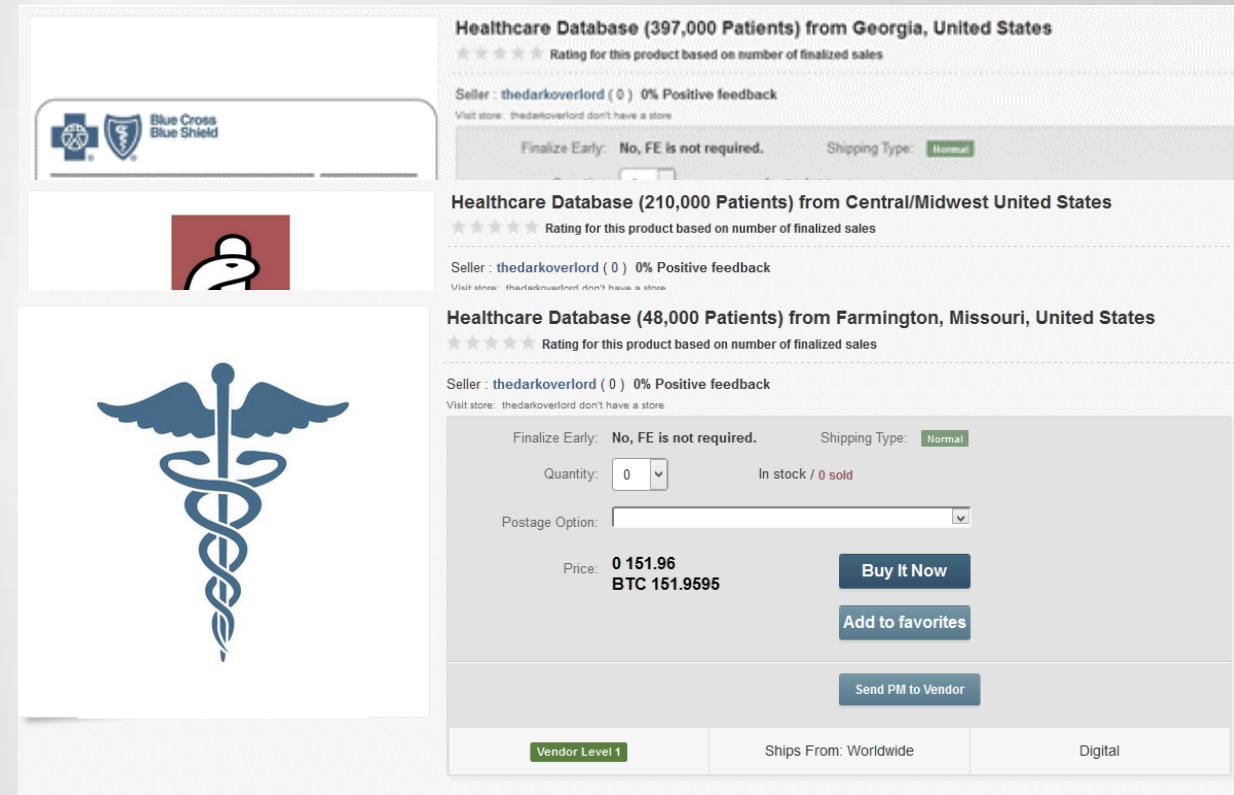 Healthcare Database (397,000 Patients) from Georgia, United States
Rating for this product based on number of finalized sales
Seller : thedarkoverlord ( 0 ) 0% Positive feedback
Visit store: thedarkoverlord don't have a store
Blue Cross
Blue Shield
Finalize Early: No, FE is not required. Shipping Type: Normal
Healthcare Database (210,000 Patients) from Central/Midwest United States
Rating for this product based on number of finalized sales
Seller : thedarkoverlord ( 0 ) 0% Positive feedback
Visit store: thedarkoverlord don't have a store
Healthcare Database (48,000 Patients) from Farmington, Missouri, United States
Rating for this product based on number of finalized sales
Seller : thedarkoverlord ( 0 ) 0% Positive feedback
Visit store: thedarkoverlord don't have a store
Finalize Early: No, FE is not required. Shipping Type: Normal
Quantity: 0 In stock / 0 sold
Postage Option:
Price: 0 151.96
BTC 151.9595
Buy It Now
Add to favorites
Send PM to Vendor
Vendor Level 1 Ships From: Worldwide Digital